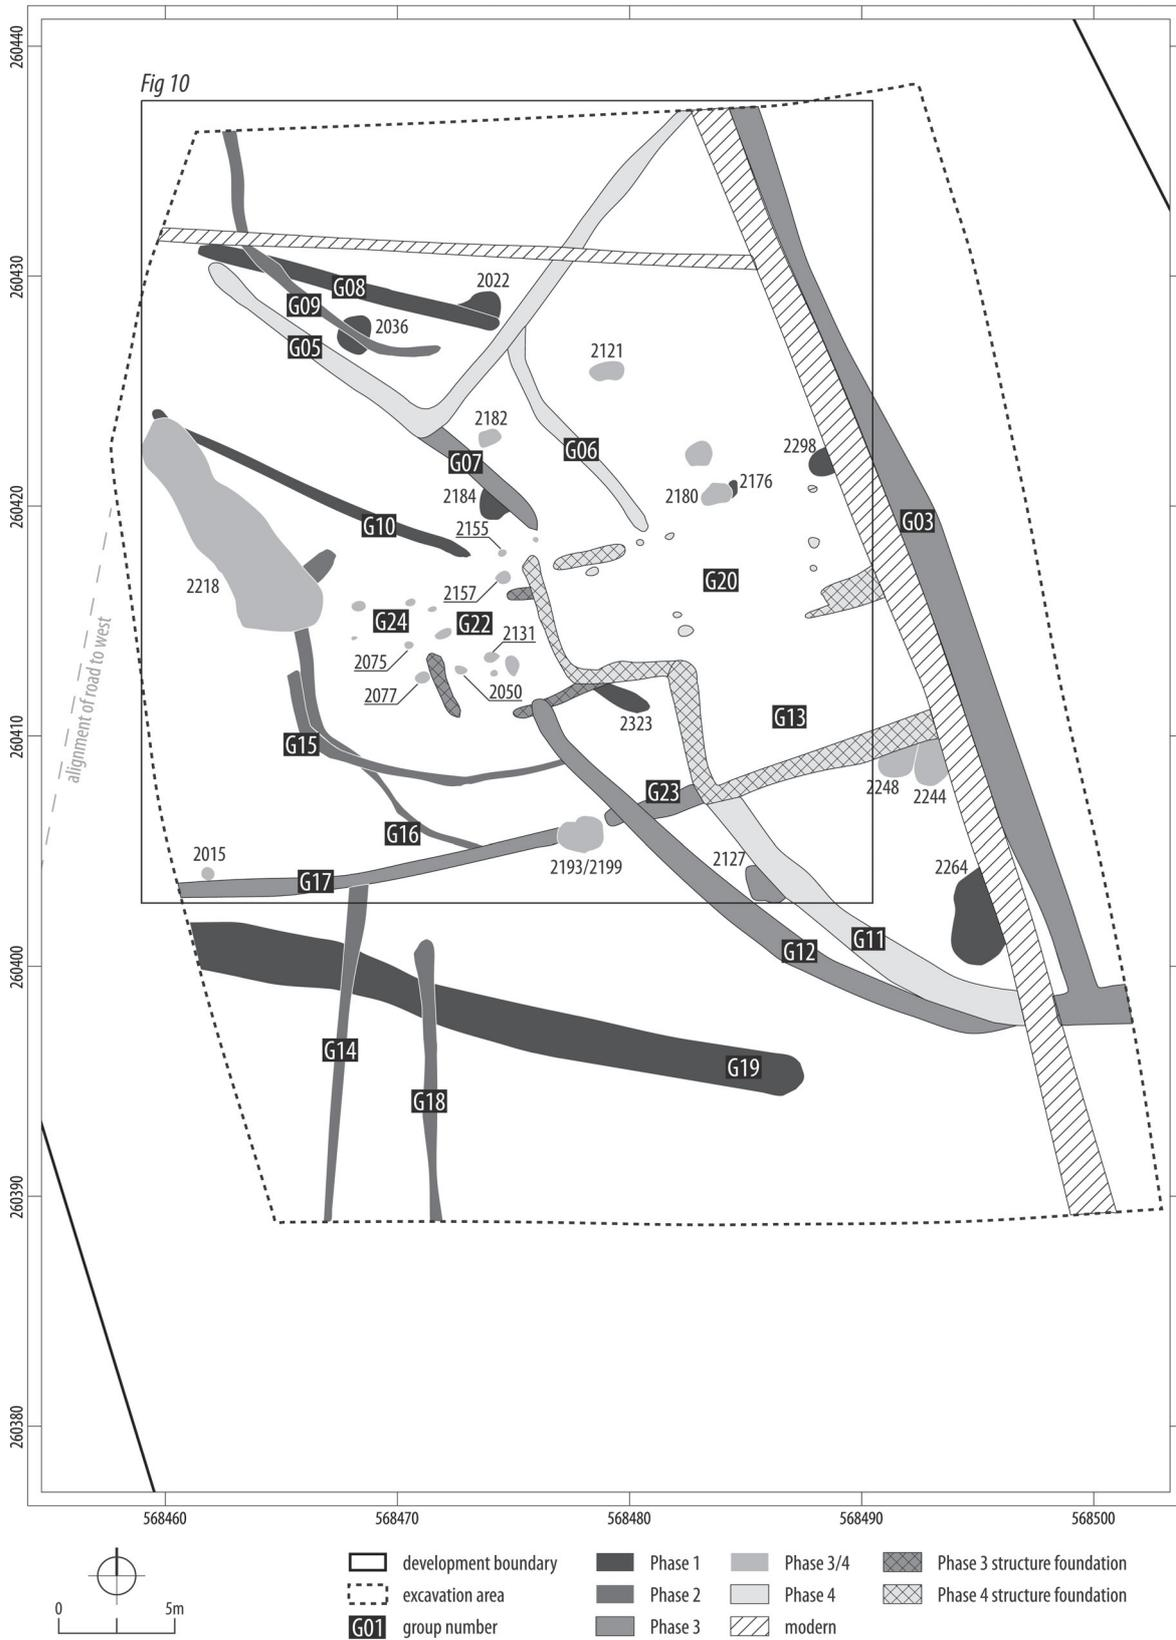 Fig 10
260440
260430
260420
260410
260400
260390
260380
G08
2022
G09
2036
G05
2121
2182
G06
G07
2298
2184
2180
2176
G10
2155
G03
2218
2157
G20
G24
G22
2131
2075
2077
2050
2323
G13
G15
2248
2244
G23
G16
2015
2193/2199
2127
2264
G17
G12
G11
G14
G19
G18
alignment of road to west
568460
568470
568480
568490
568500
0 5m
development boundary
excavation area
G01 group number
Phase 1
Phase 2
Phase 3
Phase 3/4
Phase 4
modern
Phase 3 structure foundation
Phase 4 structure foundation